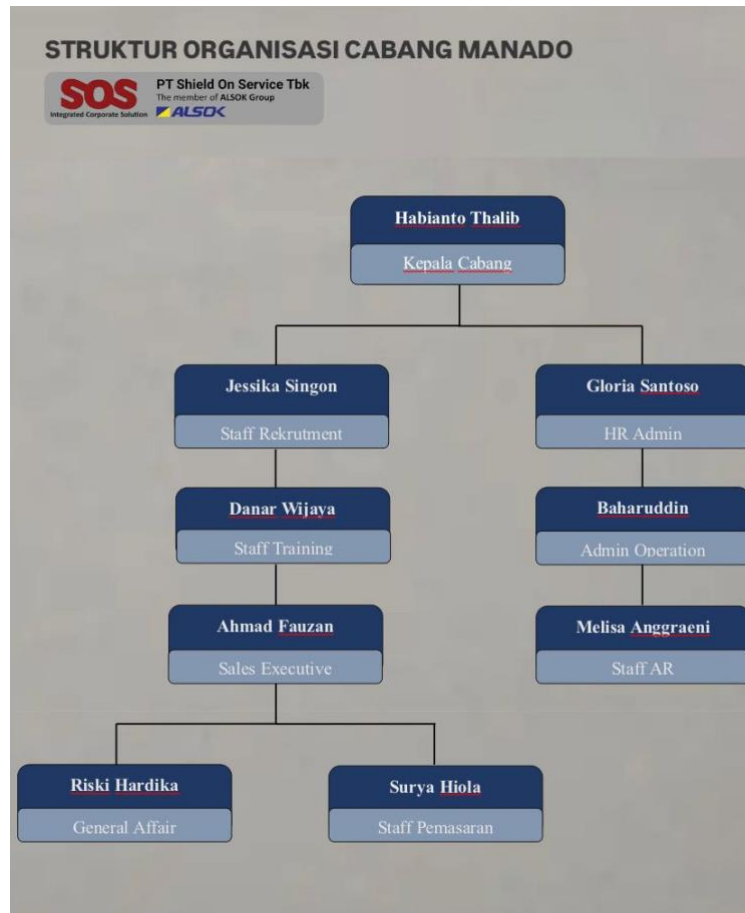 STRUKTUR ORGANISASI CABANG MANADO
SOS
Integrated Corporate Solution
PT Shield On Service Tbk
The member of ALSOK Group
ALSOK
Habianto Thalib
Kepala Cabang
Jessika Singon
Staff Rekrutment
Gloria Santoso
HR Admin
Danar Wijaya
Staff Training
Baharuddin
Admin Operation
Ahmad Fauzan
Sales Executive
Melisa Anggraeni
Staff AR
Riski Hardika
General Affair
Surya Hiola
Staff Pemasaran